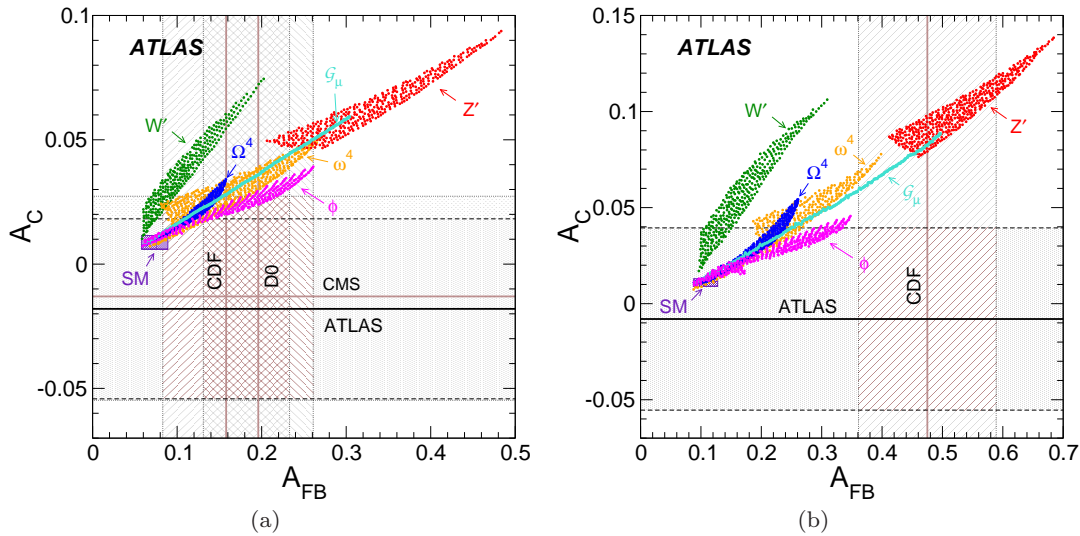 0.1
ATLAS
W′
𝒢μ
Z′
Ω⁴
ω⁴
ϕ
SM
CDF
D0
CMS
ATLAS
A_C
0.05
0
-0.05
0 0.1 0.2 0.3 0.4 0.5
A_FB
(a)
0.15
ATLAS
W′
Z′
ω⁴
Ω⁴
𝒢μ
ϕ
SM
ATLAS
CDF
A_C
0.1
0.05
0
-0.05
0 0.1 0.2 0.3 0.4 0.5 0.6 0.7
A_FB
(b)